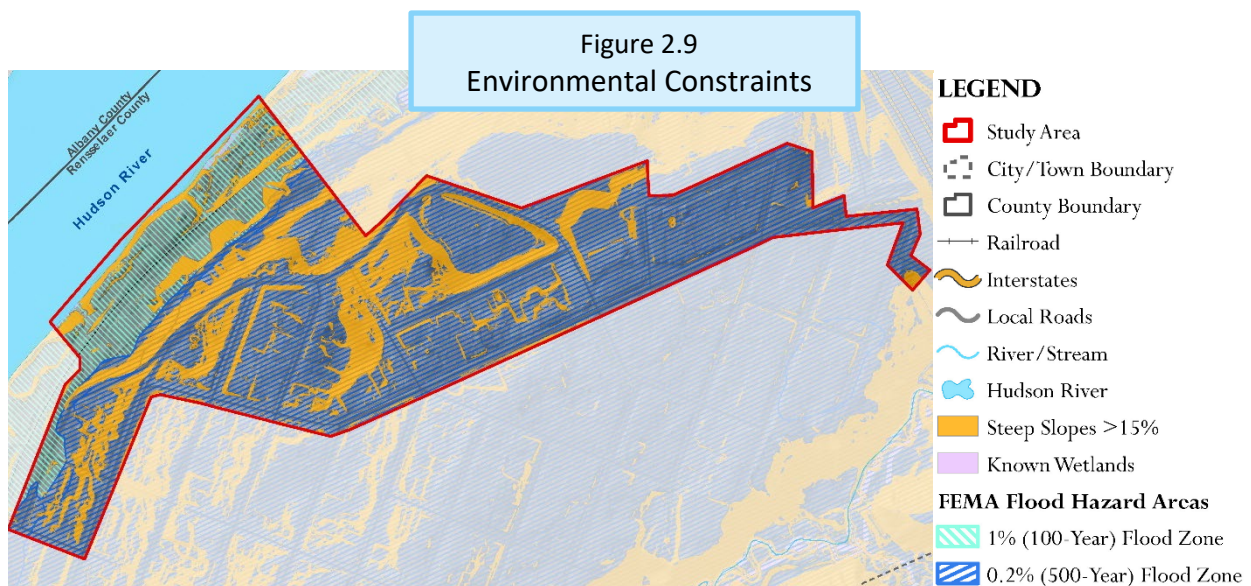 Figure 2.9
Environmental Constraints
Albany County
Rensselaer County
Hudson River
LEGEND
Study Area
City/Town Boundary
County Boundary
Railroad
Interstates
Local Roads
River/Stream
Hudson River
Steep Slopes >15%
Known Wetlands
FEMA Flood Hazard Areas
1% (100-Year) Flood Zone
0.2% (500-Year) Flood Zone